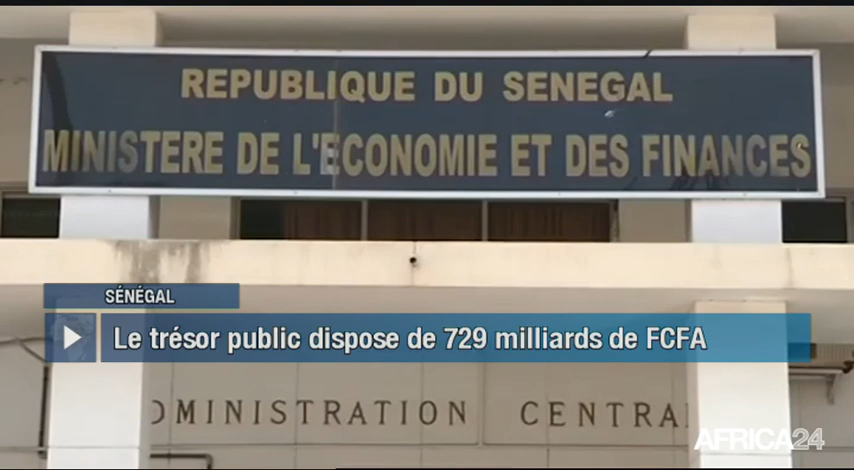 REPUBLIQUE DU SENEGAL
MINISTERE DE L'ECONOMIE ET DES FINANCES
SÉNÉGAL
Le trésor public dispose de 729 milliards de FCFA
DMINISTRATION CENTRA
AFRICA24